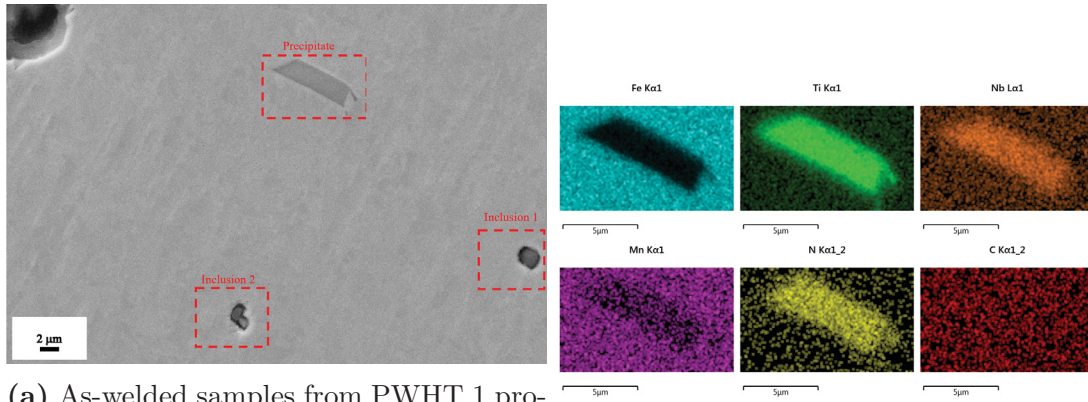 Precipitate
Inclusion 1
Inclusion 2
2 μm
Fe Kα1
Ti Kα1
Nb Lα1
5μm
5μm
5μm
Mn Kα1
N Kα1_2
C Kα1_2
5μm
5μm
5μm
(a) As-welded samples from PWHT 1 pro-